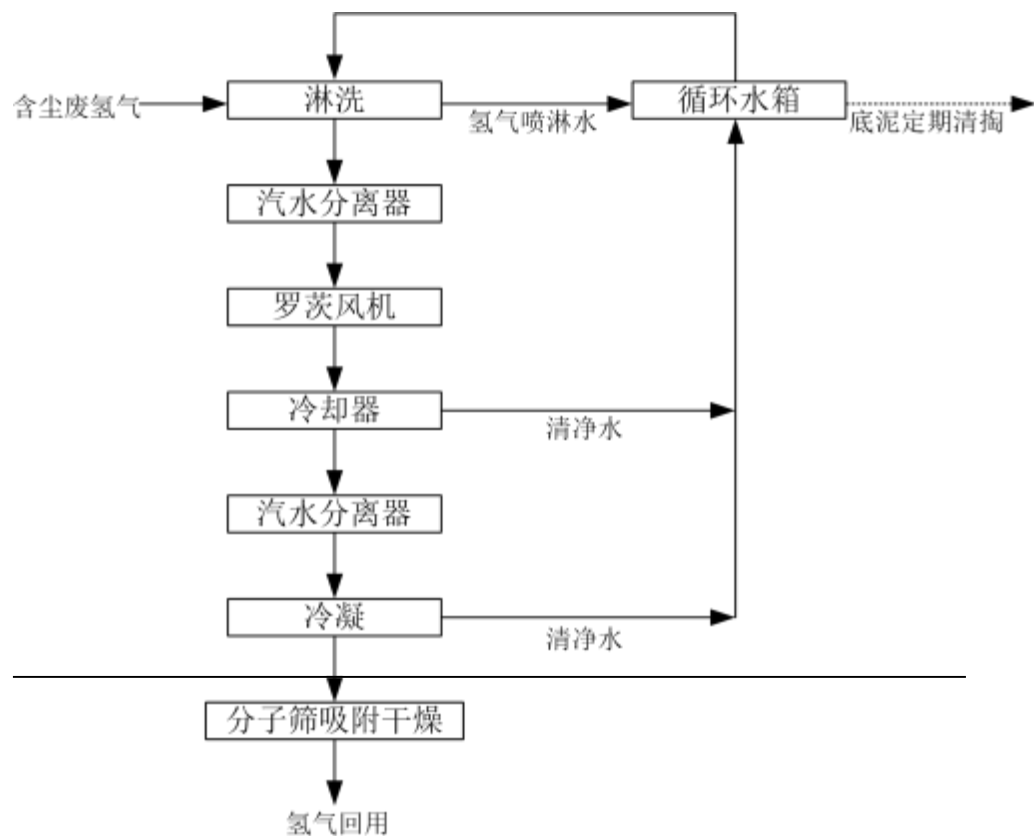 含尘废氢气
淋洗
氢气喷淋水
循环水箱
底泥定期清掏
汽水分离器
罗茨风机
冷却器
清净水
汽水分离器
冷凝
清净水
分子筛吸附干燥
氢气回用